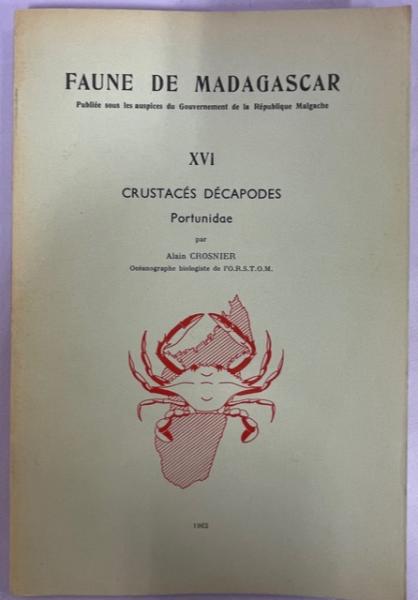 FAUNE DE MADAGASCAR
Publiée sous les auspices du Gouvernement de la République Malgache
XVI
CRUSTACÉS DÉCAPODES
Portunidae
par
Alain CROSNIER
Océanographe biologiste de l'O.R.S.T.O.M.
1962